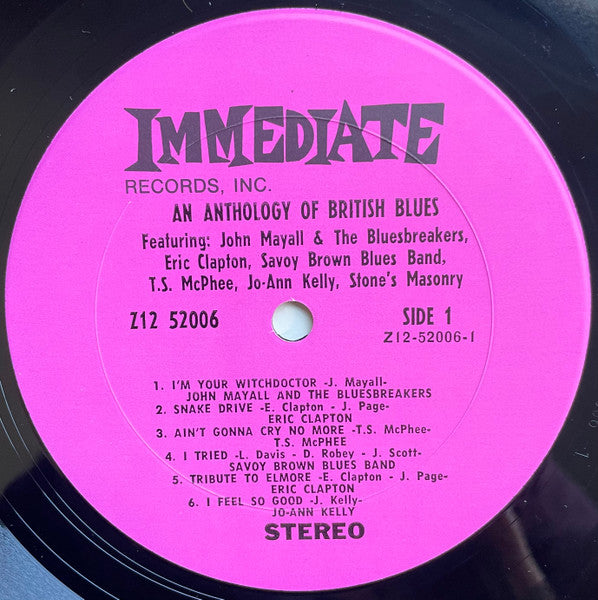 IMMEDIATE
RECORDS, INC.
AN ANTHOLOGY OF BRITISH BLUES
Featuring: John Mayall & The Bluesbreakers,
Eric Clapton, Savoy Brown Blues Band,
T.S. McPhee, Jo-Ann Kelly, Stone's Masonry
Z12 52006
SIDE 1
Z12-52006-1
1. I'M YOUR WITCHDOCTOR -J. Mayall-
JOHN MAYALL AND THE BLUESBREAKERS
2. SNAKE DRIVE -E. Clapton - J. Page-
ERIC CLAPTON
3. AIN'T GONNA CRY NO MORE -T.S. McPhee-
T.S. McPHEE
4. I TRIED -L. Davis - D. Robey - J. Scott-
SAVOY BROWN BLUES BAND
5. TRIBUTE TO ELMORE -E. Clapton - J. Page-
ERIC CLAPTON
6. I FEEL SO GOOD -J. Kelly-
JO-ANN KELLY
STEREO